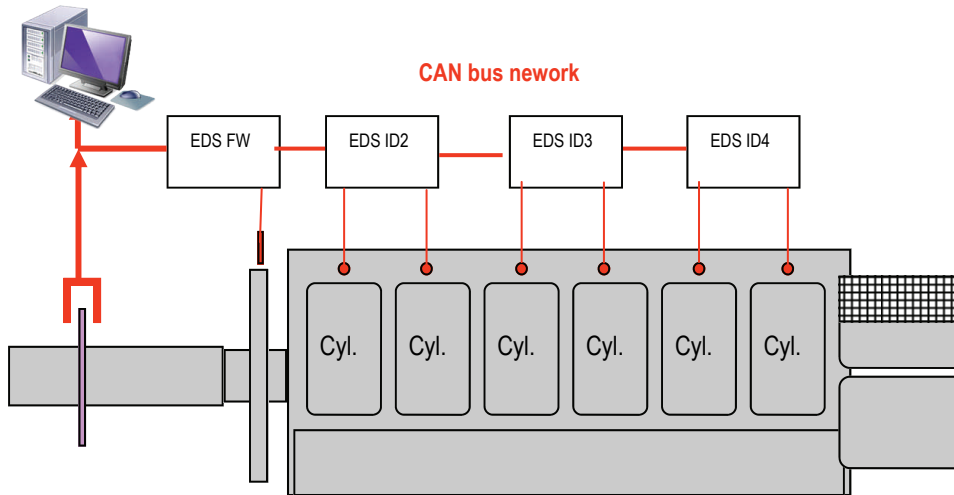 CAN bus nework
EDS FW
EDS ID2
EDS ID3
EDS ID4
Cyl.
Cyl.
Cyl.
Cyl.
Cyl.
Cyl.